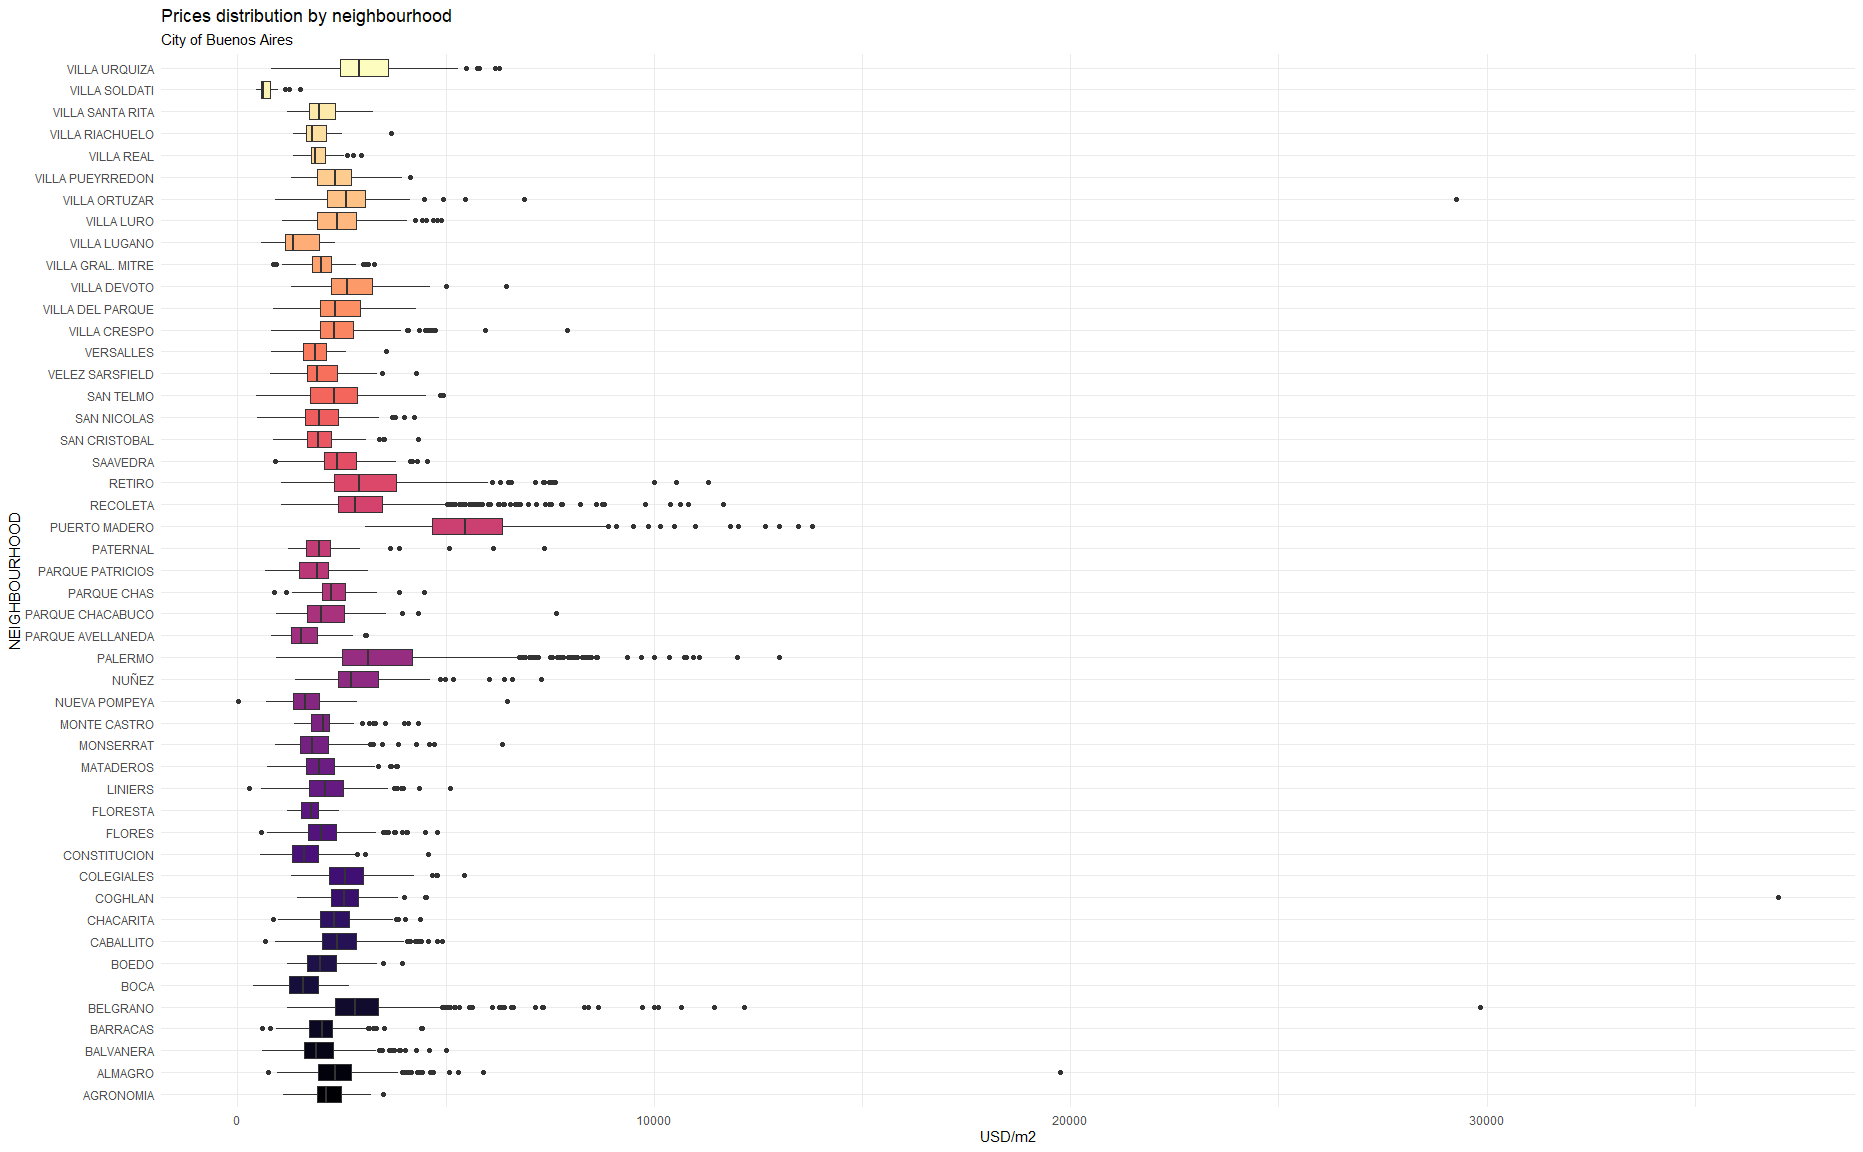 Prices distribution by neighbourhood
City of Buenos Aires
NEIGHBOURHOOD
VILLA URQUIZA
VILLA SOLDATI
VILLA SANTA RITA
VILLA RIACHUELO
VILLA REAL
VILLA PUEYRREDON
VILLA ORTUZAR
VILLA LURO
VILLA LUGANO
VILLA GRAL. MITRE
VILLA DEVOTO
VILLA DEL PARQUE
VILLA CRESPO
VERSALLES
VELEZ SARSFIELD
SAN TELMO
SAN NICOLAS
SAN CRISTOBAL
SAAVEDRA
RETIRO
RECOLETA
PUERTO MADERO
PATERNAL
PARQUE PATRICIOS
PARQUE CHAS
PARQUE CHACABUCO
PARQUE AVELLANEDA
PALERMO
NUÑEZ
NUEVA POMPEYA
MONTE CASTRO
MONSERRAT
MATADEROS
LINIERS
FLORESTA
FLORES
CONSTITUCION
COLEGIALES
COGHLAN
CHACARITA
CABALLITO
BOEDO
BOCA
BELGRANO
BARRACAS
BALVANERA
ALMAGRO
AGRONOMIA
0 10000 20000 30000
USD/m2